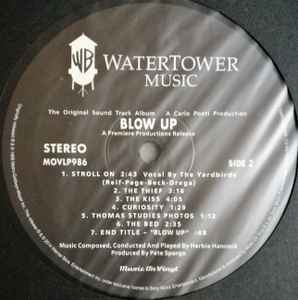 WB
WATERTOWER
MUSIC
The Original Sound Track Album A Carlo Ponti Production
BLOW UP
A Premiere Productions Release
STEREO
MOVLP986
SIDE 2
1. STROLL ON 2:43 Vocal By The Yardbirds
(Relf-Page-Beck-Drega)
2. THE THIEF 3:16
3. THE KISS 4:05
4. CURIOSITY 1:29
5. THOMAS STUDIES PHOTOS 1:12
6. THE BED 2:35
7. END TITLE - "BLOW UP" :48
Music Composed, Conducted And Played by Herbie Hancock
Produced by Pete Spargo
Music On Vinyl